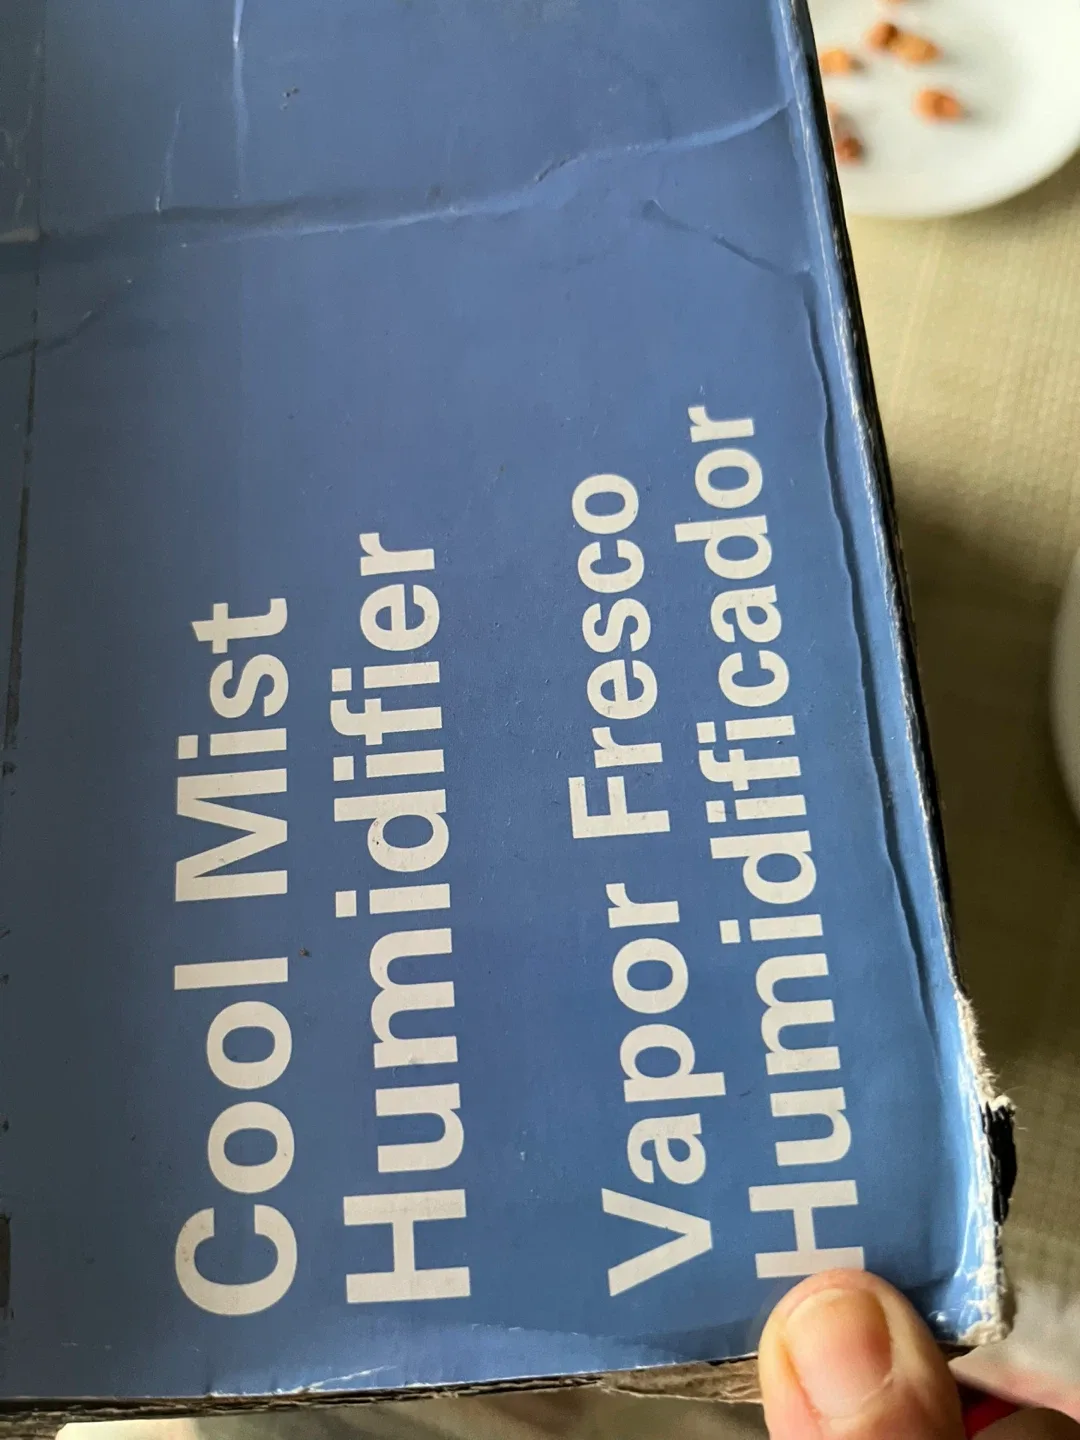 Cool Mist
Humidifier
Vapor Fresco
Humidificador